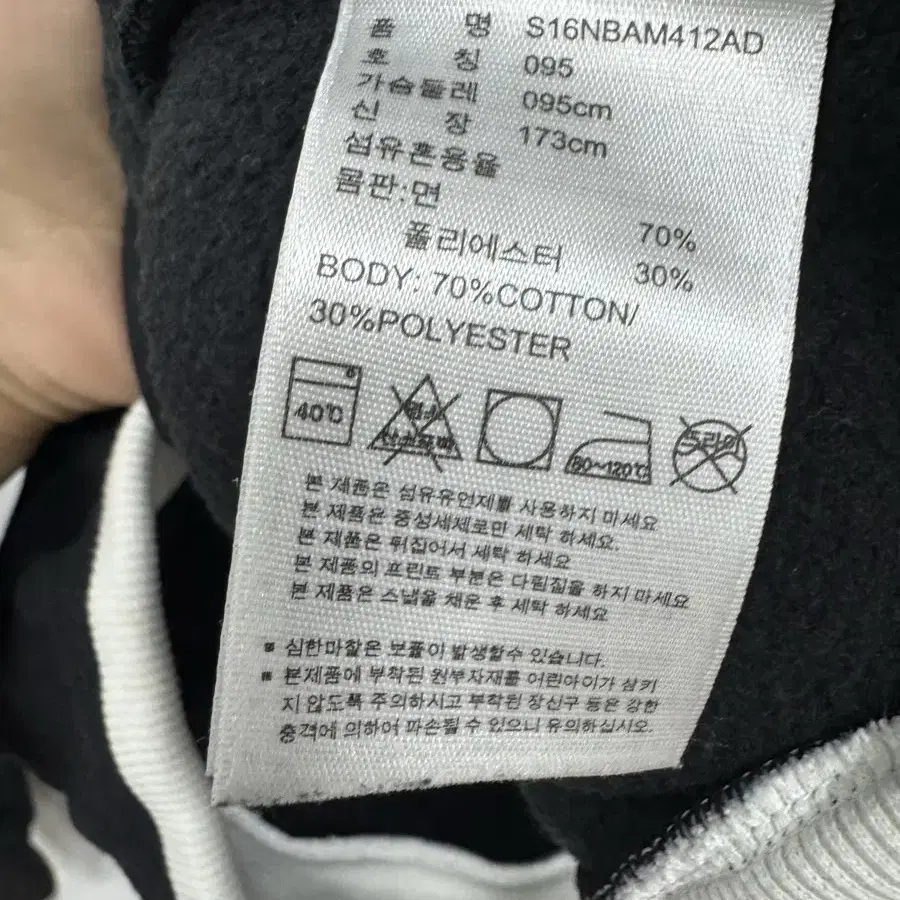 품 명 S16NBAM412AD
호 칭 095
가슴둘레 095cm
신 장 173cm
섬유혼용율
몸판:면 70%
폴리에스터 30%
BODY: 70%COTTON/
30%POLYESTER
40℃
80~120℃
드라이
본 제품은 섬유유연제를 사용하지 마세요
본 제품은 중성세제로만 세탁 하세요.
본 제품은 뒤집어서 세탁 하세요
본 제품의 프린트 부분은 다림질을 하지 마세요
본 제품은 스냅을 채운 후 세탁 하세요
※ 심한마찰은 보풀이 발생할수 있습니다.
※ 본제품에 부착된 원부자재를 어린아이가 삼키
지 않도록 주의하시고 부착된 장신구 등은 강한
충격에 의하여 파손될 수 있으니 유의하십시오.